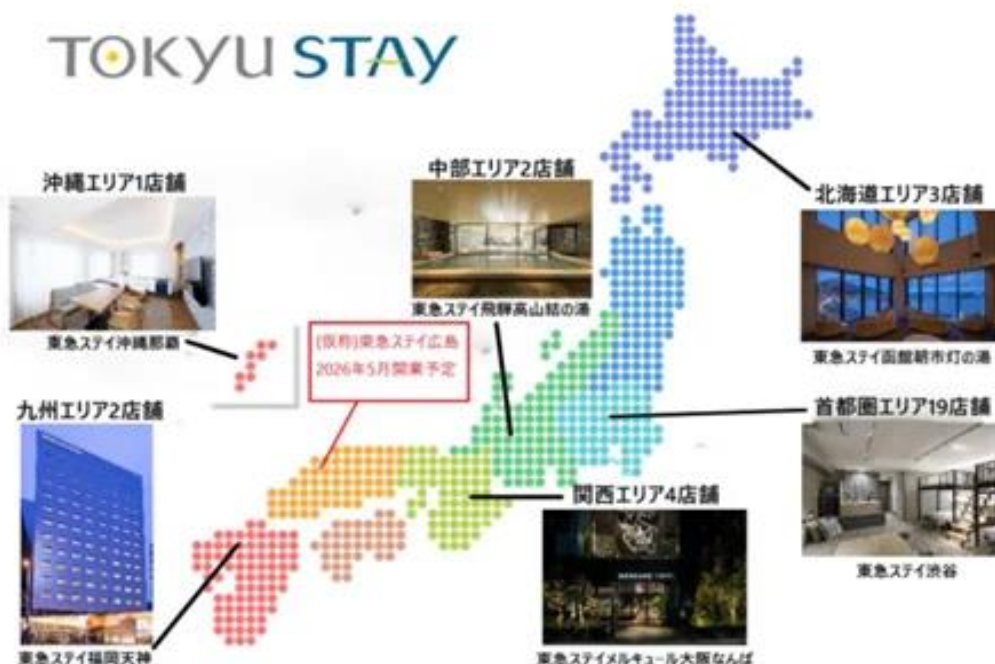 TOKYU STAY
沖縄エリア1店舗
東急ステイ沖縄那覇
中部エリア2店舗
東急ステイ飛騨高山結の湯
北海道エリア3店舗
東急ステイ函館朝市灯の湯
(仮称)東急ステイ広島
2026年5月開業予定
九州エリア2店舗
東急ステイ福岡天神
首都圏エリア19店舗
東急ステイ渋谷
関西エリア4店舗
東急ステイメルキュール大阪なんば